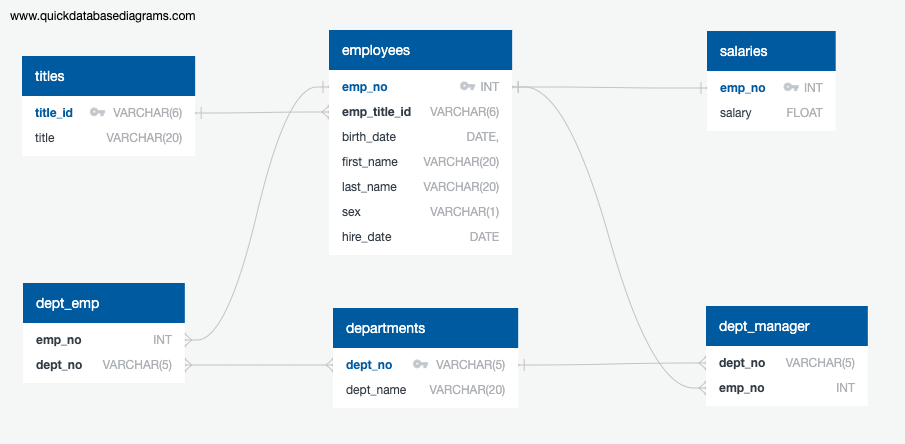 www.quickdatabasediagrams.com
titles
title_id VARCHAR(6)
title VARCHAR(20)
employees
emp_no INT
emp_title_id VARCHAR(6)
birth_date DATE,
first_name VARCHAR(20)
last_name VARCHAR(20)
sex VARCHAR(1)
hire_date DATE
salaries
emp_no INT
salary FLOAT
dept_emp
emp_no INT
dept_no VARCHAR(5)
departments
dept_no VARCHAR(5)
dept_name VARCHAR(20)
dept_manager
dept_no VARCHAR(5)
emp_no INT